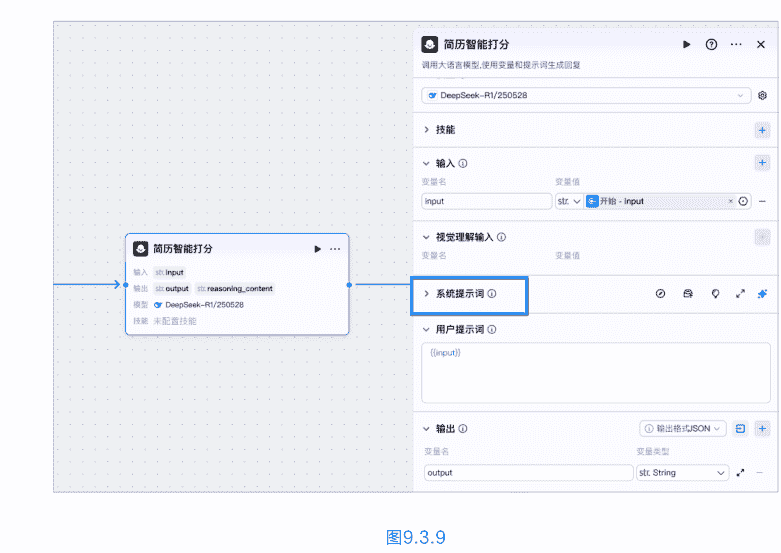 简历智能打分
调用大语言模型,使用变量和提示词生成回复
DeepSeek-R1/250528
技能
输入
变量名 变量值
input str. 开始 - input
视觉理解输入
变量名 变量值
系统提示词
用户提示词
{{input}}
输出 输出格式JSON
变量名 变量类型
output str. String
简历智能打分
输入 str. input
输出 str. output str. reasoning_content
模型 DeepSeek-R1/250528
技能 未配置技能
图9.3.9